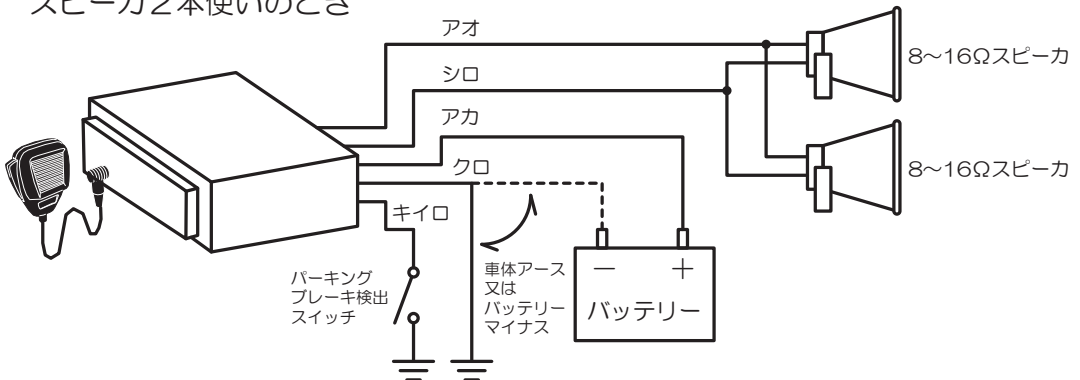 スピーカ２本使いのとき
アオ
シロ
アカ
クロ
キイロ
8～16Ωスピーカ
8～16Ωスピーカ
パーキング
ブレーキ検出
スイッチ
車体アース
又は
バッテリー
マイナス
－ ＋
バッテリー